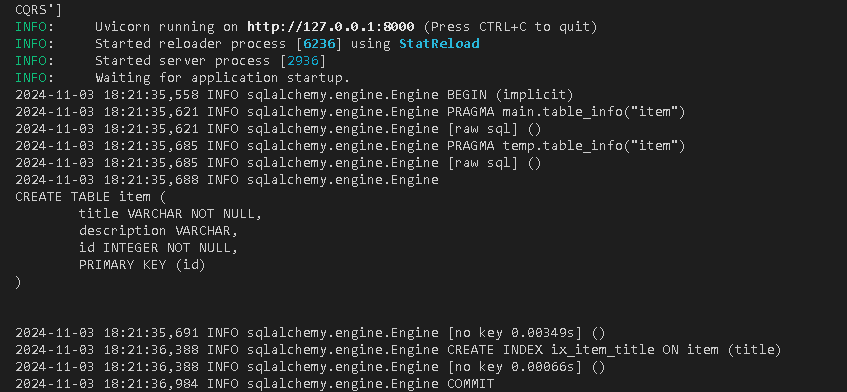 CQRS']
INFO:     Uvicorn running on http://127.0.0.1:8000 (Press CTRL+C to quit)
INFO:     Started reloader process [6236] using StatReload
INFO:     Started server process [2936]
INFO:     Waiting for application startup.
2024-11-03 18:21:35,558 INFO sqlalchemy.engine.Engine BEGIN (implicit)
2024-11-03 18:21:35,621 INFO sqlalchemy.engine.Engine PRAGMA main.table_info("item")
2024-11-03 18:21:35,621 INFO sqlalchemy.engine.Engine [raw sql] ()
2024-11-03 18:21:35,685 INFO sqlalchemy.engine.Engine PRAGMA temp.table_info("item")
2024-11-03 18:21:35,685 INFO sqlalchemy.engine.Engine [raw sql] ()
2024-11-03 18:21:35,688 INFO sqlalchemy.engine.Engine
CREATE TABLE item (
        title VARCHAR NOT NULL,
        description VARCHAR,
        id INTEGER NOT NULL,
        PRIMARY KEY (id)
)
2024-11-03 18:21:35,691 INFO sqlalchemy.engine.Engine [no key 0.00349s] ()
2024-11-03 18:21:36,388 INFO sqlalchemy.engine.Engine CREATE INDEX ix_item_title ON item (title)
2024-11-03 18:21:36,388 INFO sqlalchemy.engine.Engine [no key 0.00066s] ()
2024-11-03 18:21:36,984 INFO sqlalchemy.engine.Engine COMMIT